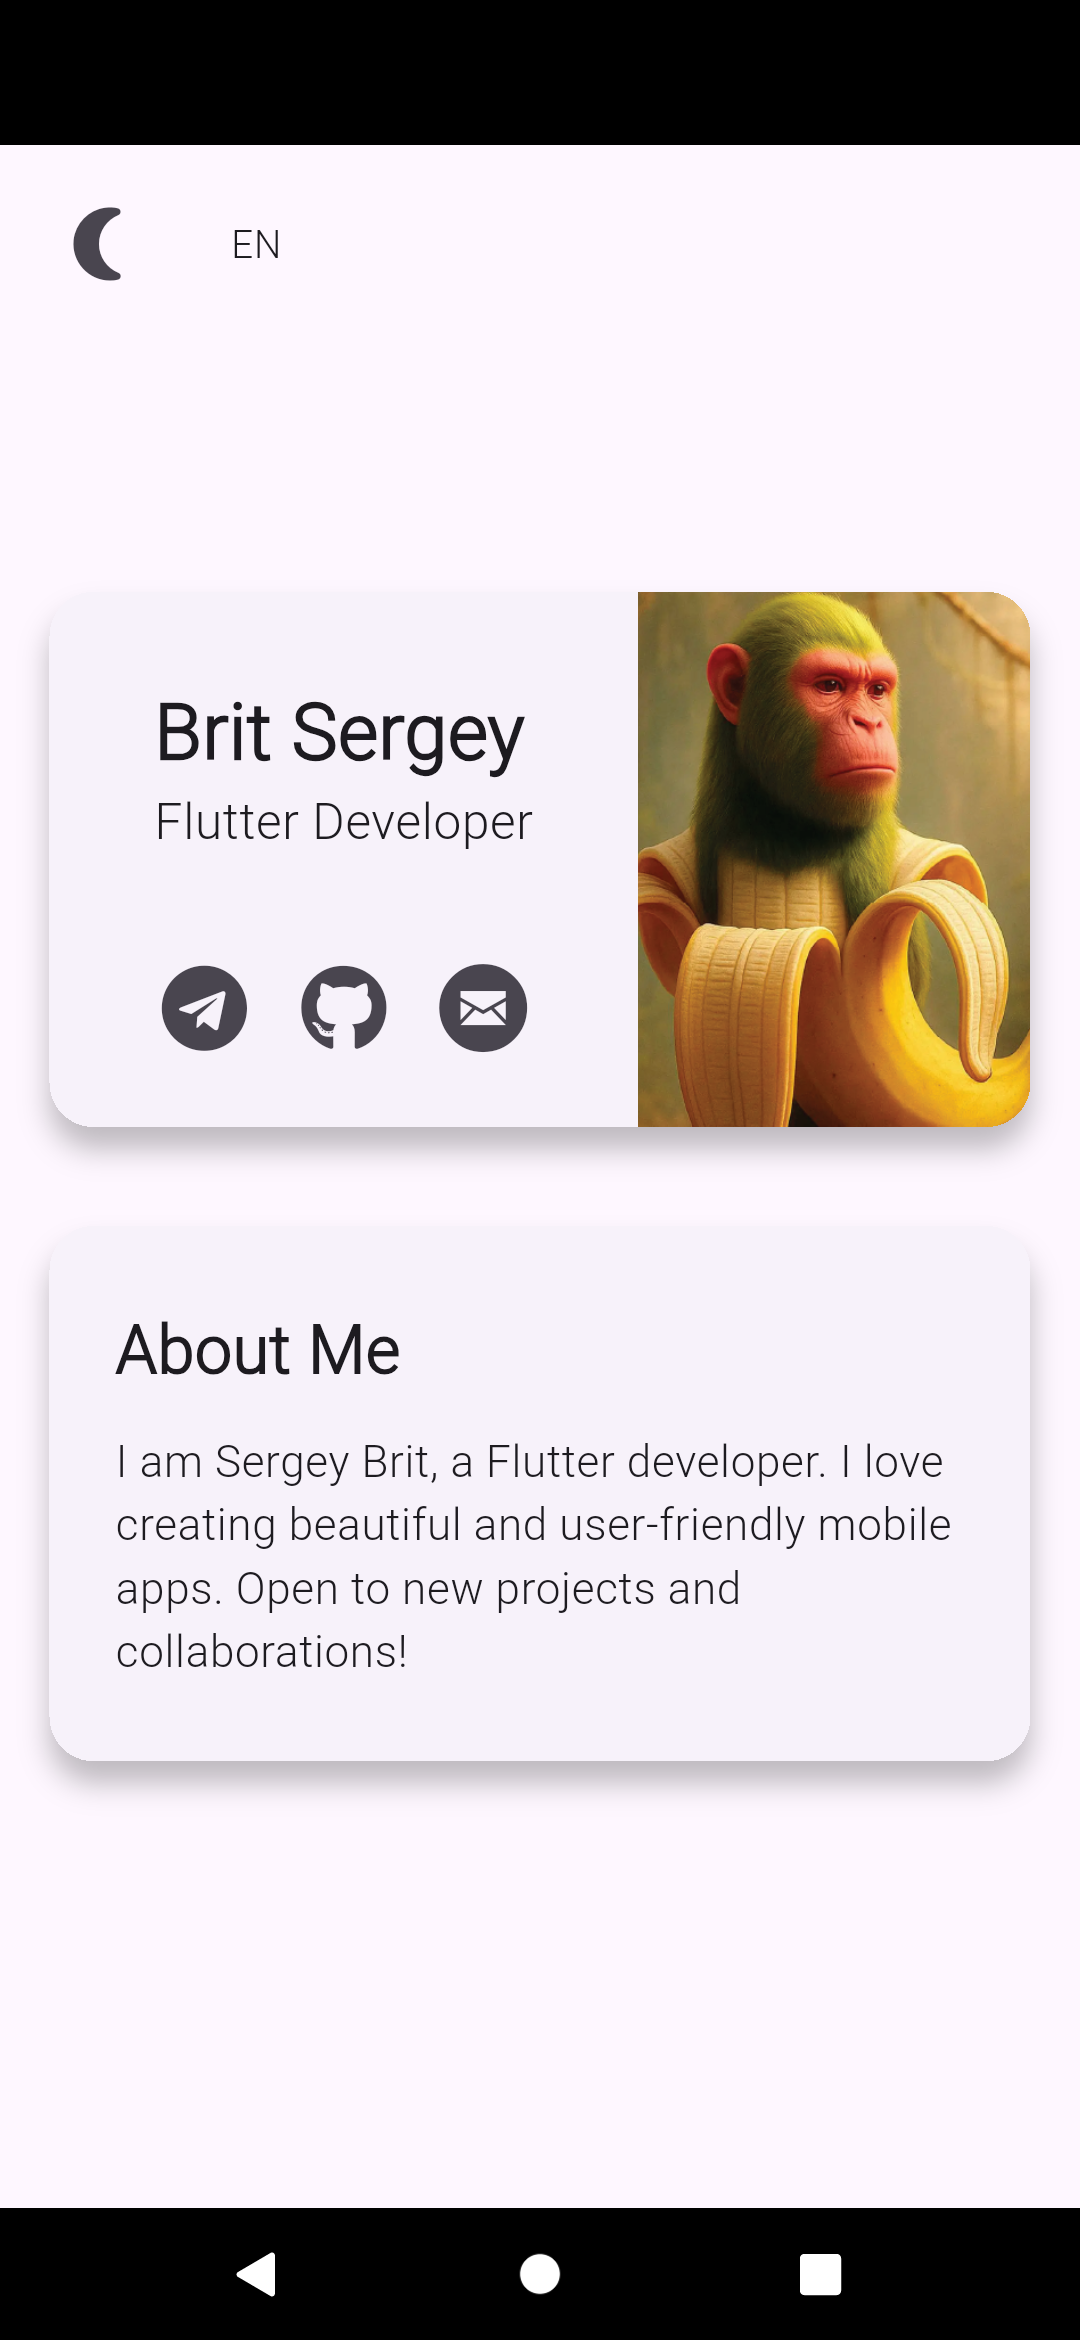 EN
Brit Sergey
Flutter Developer
About Me
I am Sergey Brit, a Flutter developer. I love
creating beautiful and user-friendly mobile
apps. Open to new projects and
collaborations!